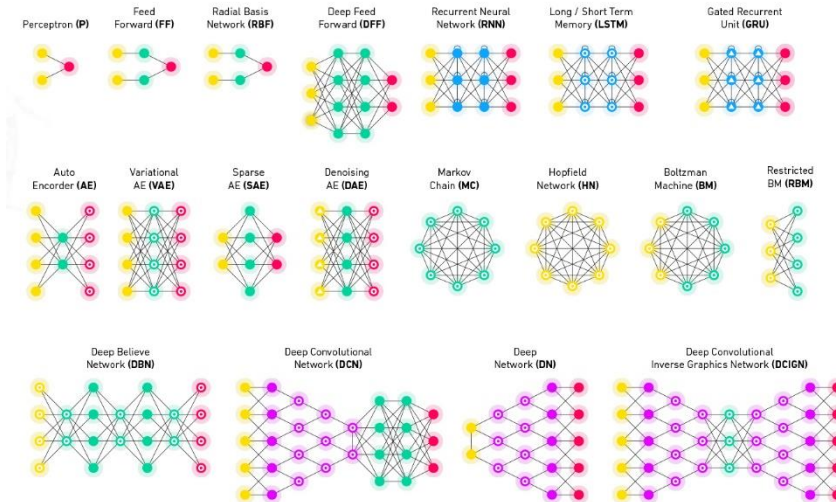 Perceptron (P)
Feed
Forward (FF)
Radial Basis
Network (RBF)
Deep Feed
Forward (DFF)
Recurrent Neural
Network (RNN)
Long / Short Term
Memory (LSTM)
Gated Recurrent
Unit (GRU)
Auto
Encorder (AE)
Variational
AE (VAE)
Sparse
AE (SAE)
Denoising
AE (DAE)
Markov
Chain (MC)
Hopfield
Network (HN)
Boltzman
Machine (BM)
Restricted
BM (RBM)
Deep Believe
Network (DBN)
Deep Convolutional
Network (DCN)
Deep
Network (DN)
Deep Convolutional
Inverse Graphics Network (DCIGN)